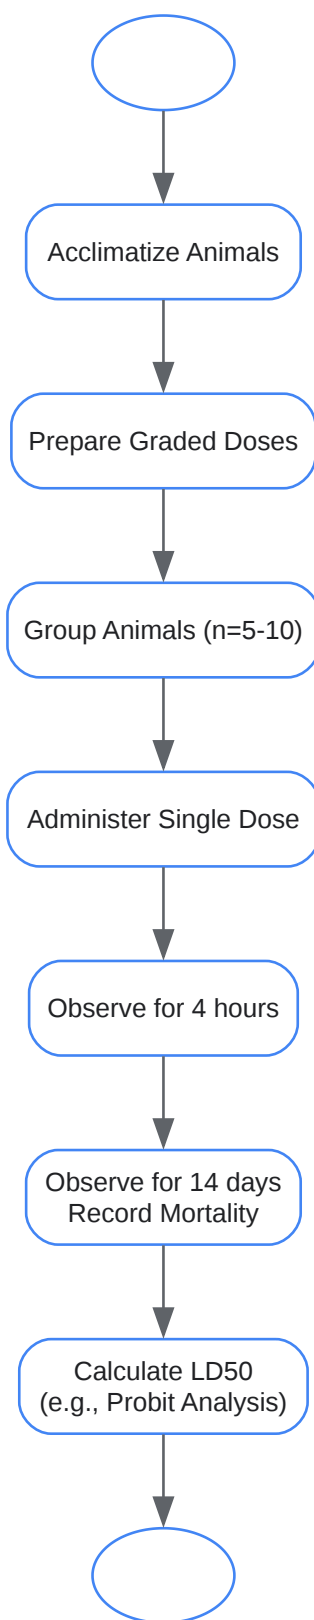 Acclimatize Animals
Prepare Graded Doses
Group Animals (n=5-10)
Administer Single Dose
Observe for 4 hours
Observe for 14 days
Record Mortality
Calculate LD50
(e.g., Probit Analysis)